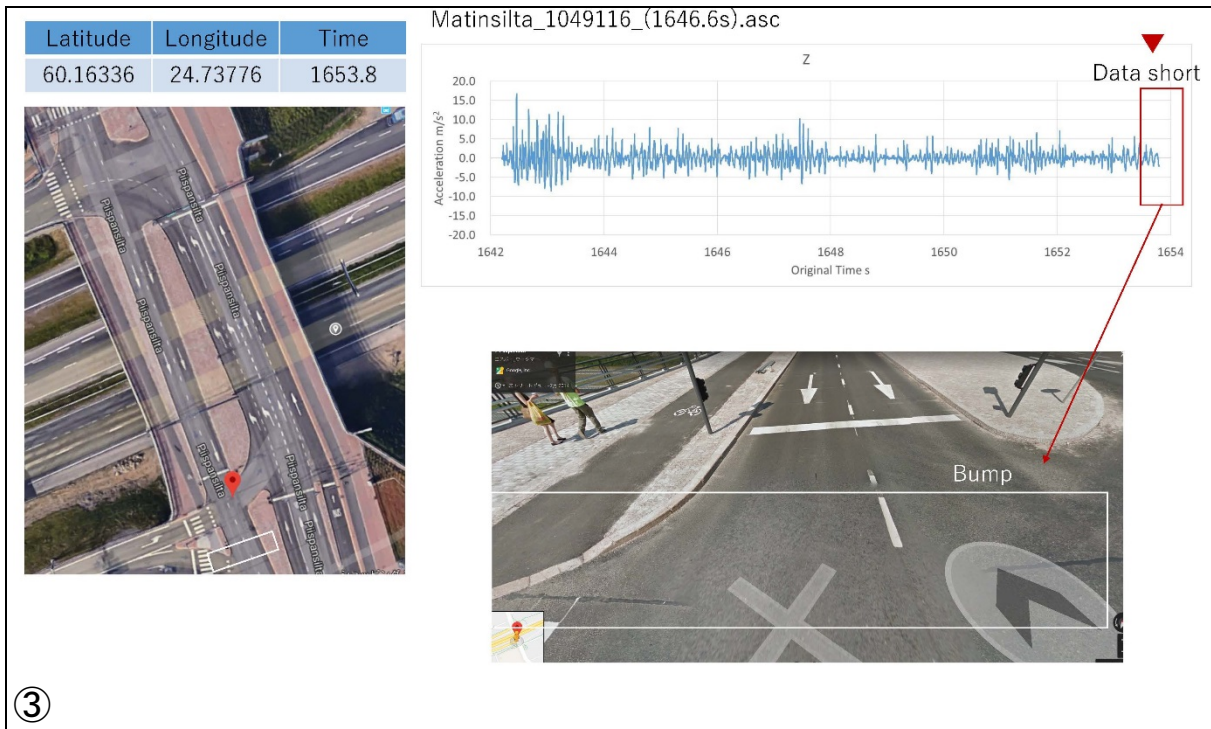 Latitude Longitude Time
60.16336 24.73776 1653.8
Matinsilta_1049116_(1646.6s).asc
Data short
Z
20.0
15.0
10.0
5.0
0.0
-5.0
-10.0
-15.0
-20.0
Acceleration m/s²
1642 1644 1646 1648 1650 1652 1654
Original Time s
Piispansilta
Piispansilta
Piispansilta
Piispansilta
Piispansilta
Piispansilta
Piispansilta
Piispansilta
Bump
③